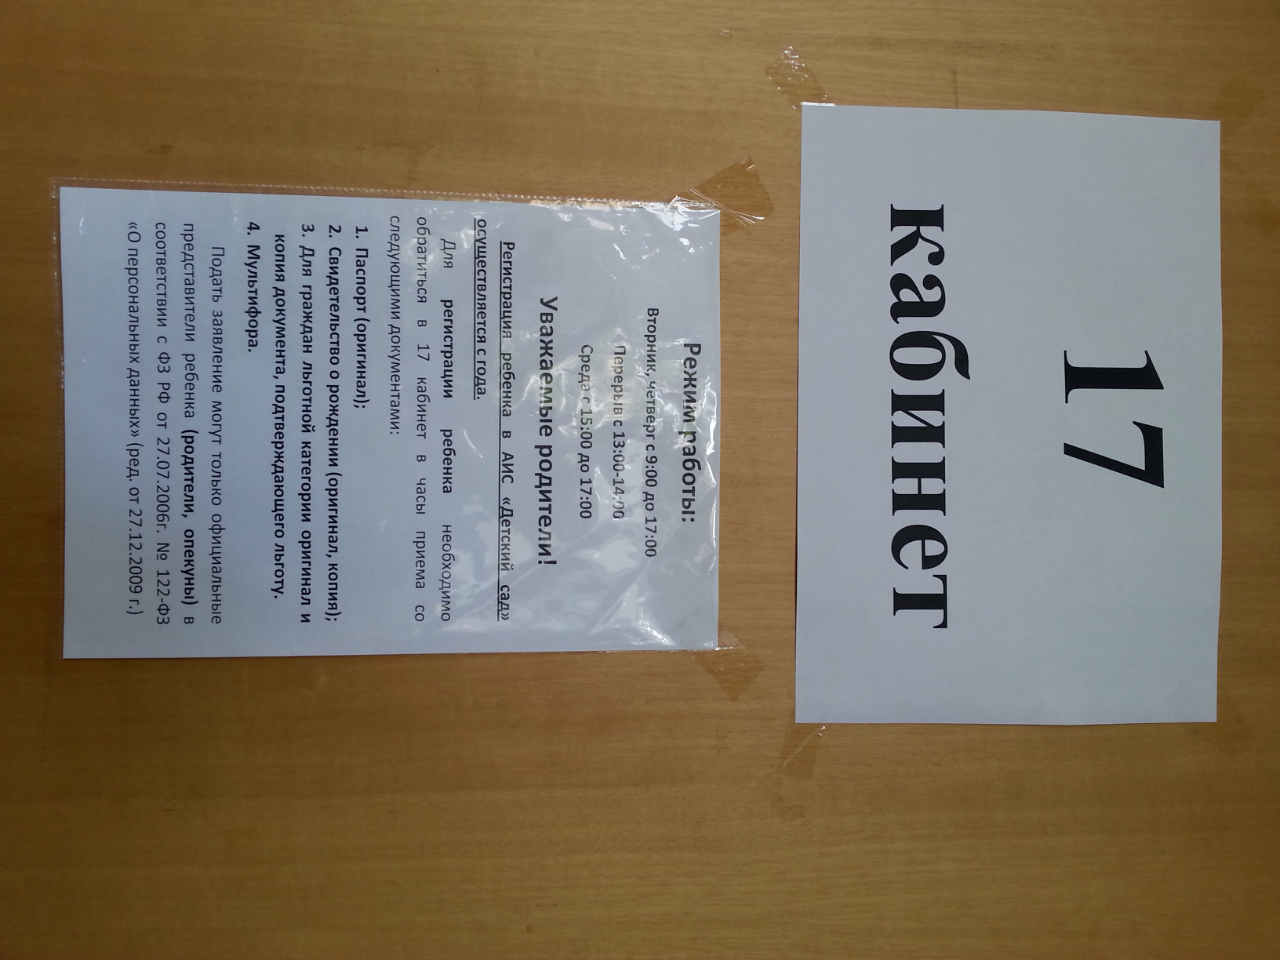 17
кабинет
Режим работы:
Вторник, четверг с 9:00 до 17:00
Перерыв с 13:00-14:00
Среда с 15:00 до 17:00
Уважаемые родители!
Регистрация ребенка в АИС «Детский сад»
осуществляется с года.
Для регистрации ребенка необходимо
обратиться в 17 кабинет в часы приема со
следующими документами:
1. Паспорт (оригинал);
2. Свидетельство о рождении (оригинал, копия);
3. Для граждан льготной категории оригинал и
копия документа, подтверждающего льготу.
4. Мультифора.
Подать заявление могут только официальные
представители ребенка (родители, опекуны) в
соответствии с ФЗ РФ от 27.07.2006г. № 122-ФЗ
«О персональных данных» (ред. от 27.12.2009 г.)